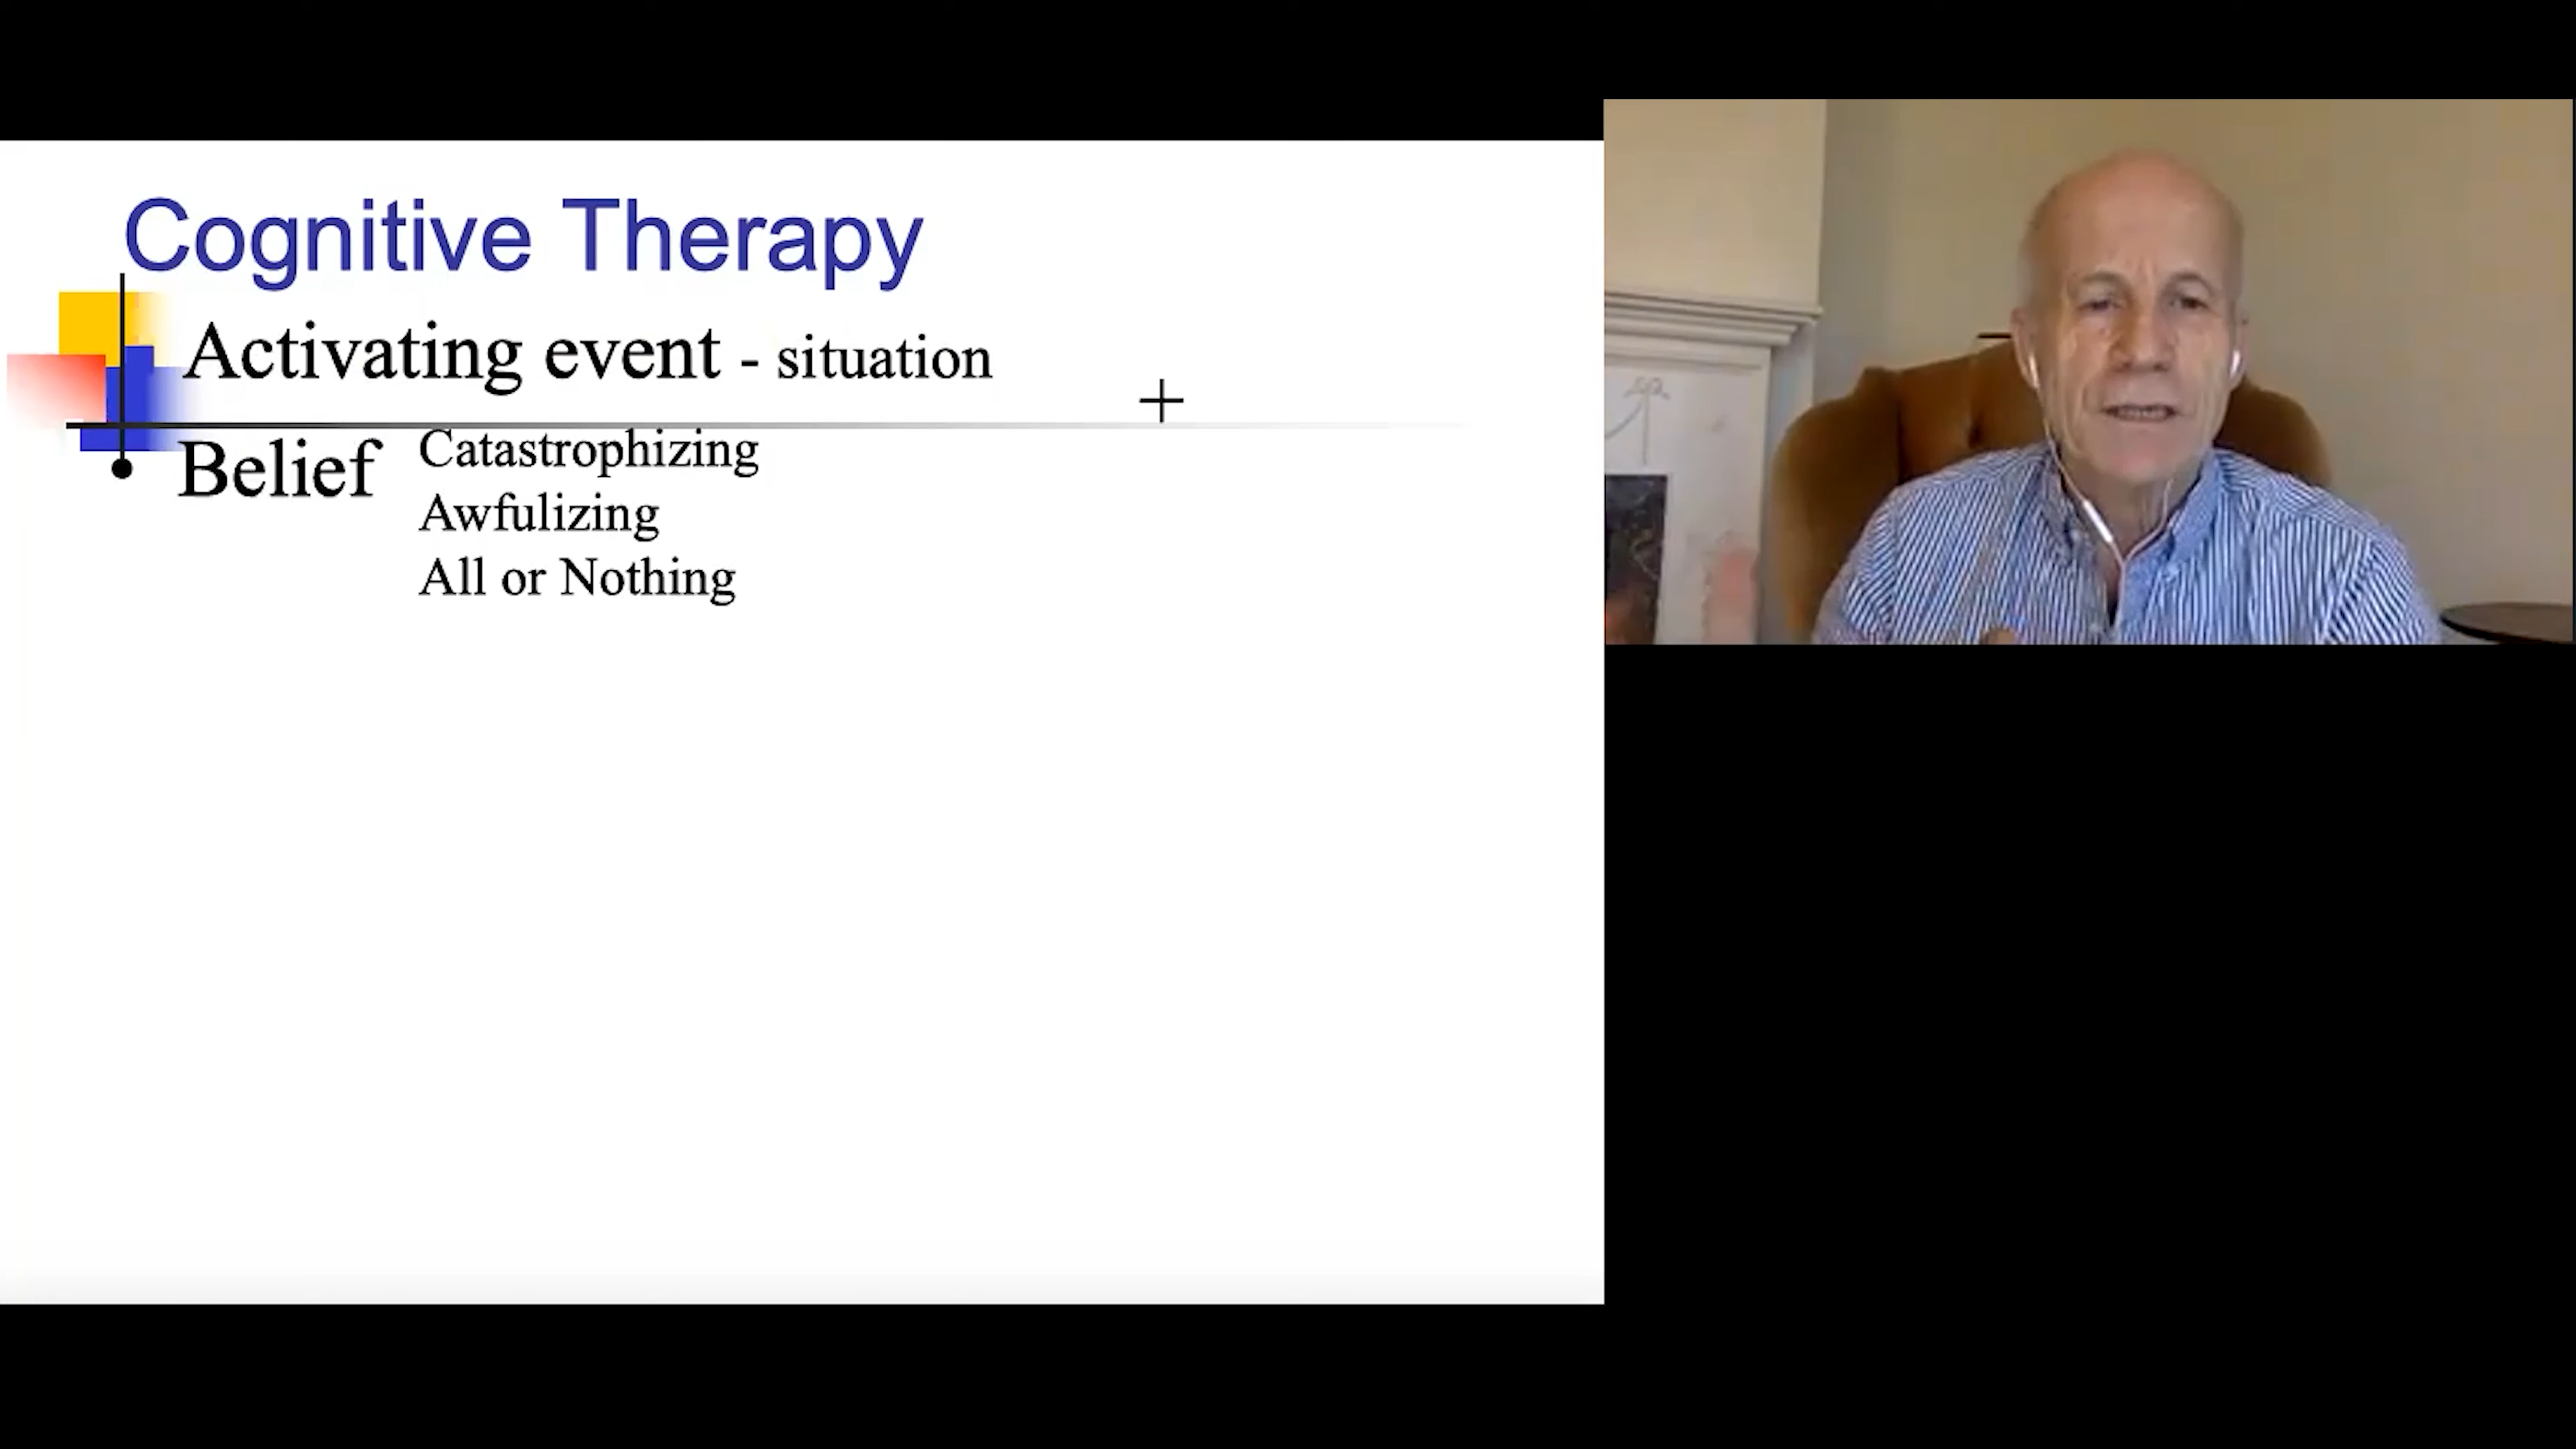 Cognitive Therapy
Activating event - situation
• Belief
Catastrophizing
Awfulizing
All or Nothing